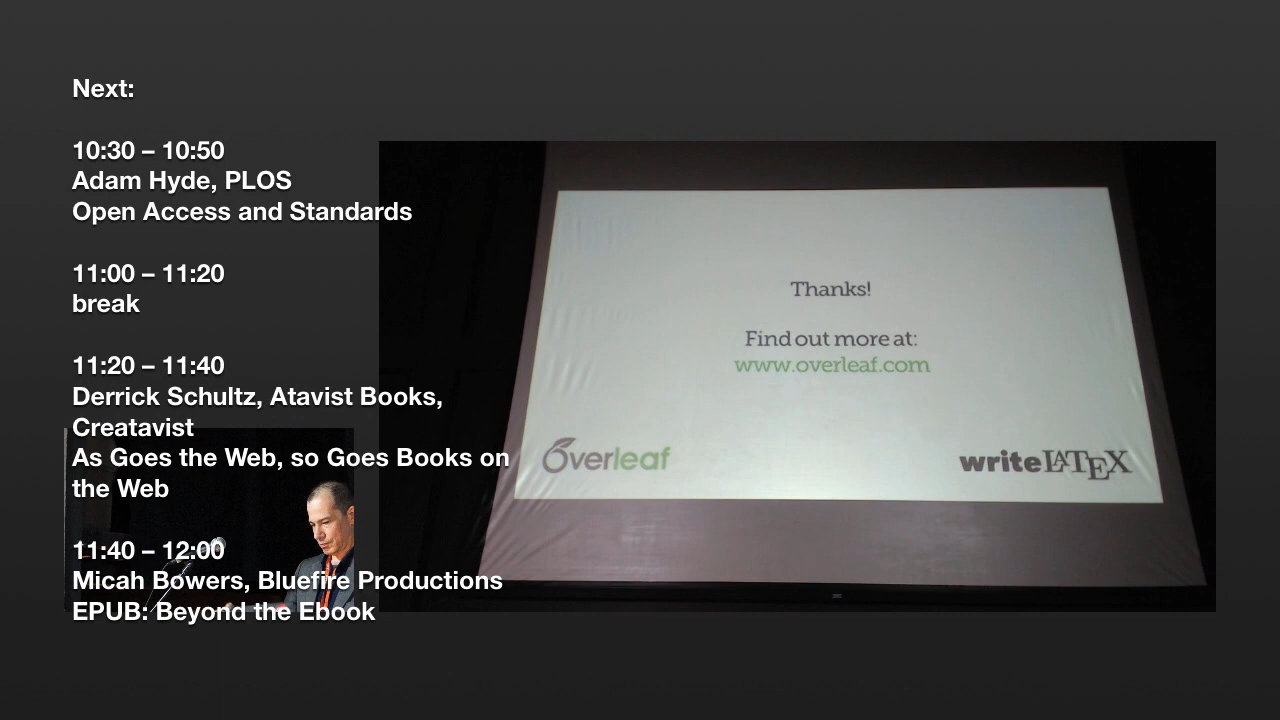 Next:
10:30 – 10:50
Adam Hyde, PLOS
Open Access and Standards
11:00 – 11:20
break
11:20 – 11:40
Derrick Schultz, Atavist Books,
Creatavist
As Goes the Web, so Goes Books on
the Web
11:40 – 12:00
Micah Bowers, Bluefire Productions
EPUB: Beyond the Ebook
Thanks!
Find out more at:
www.overleaf.com
Overleaf
writeLATEX